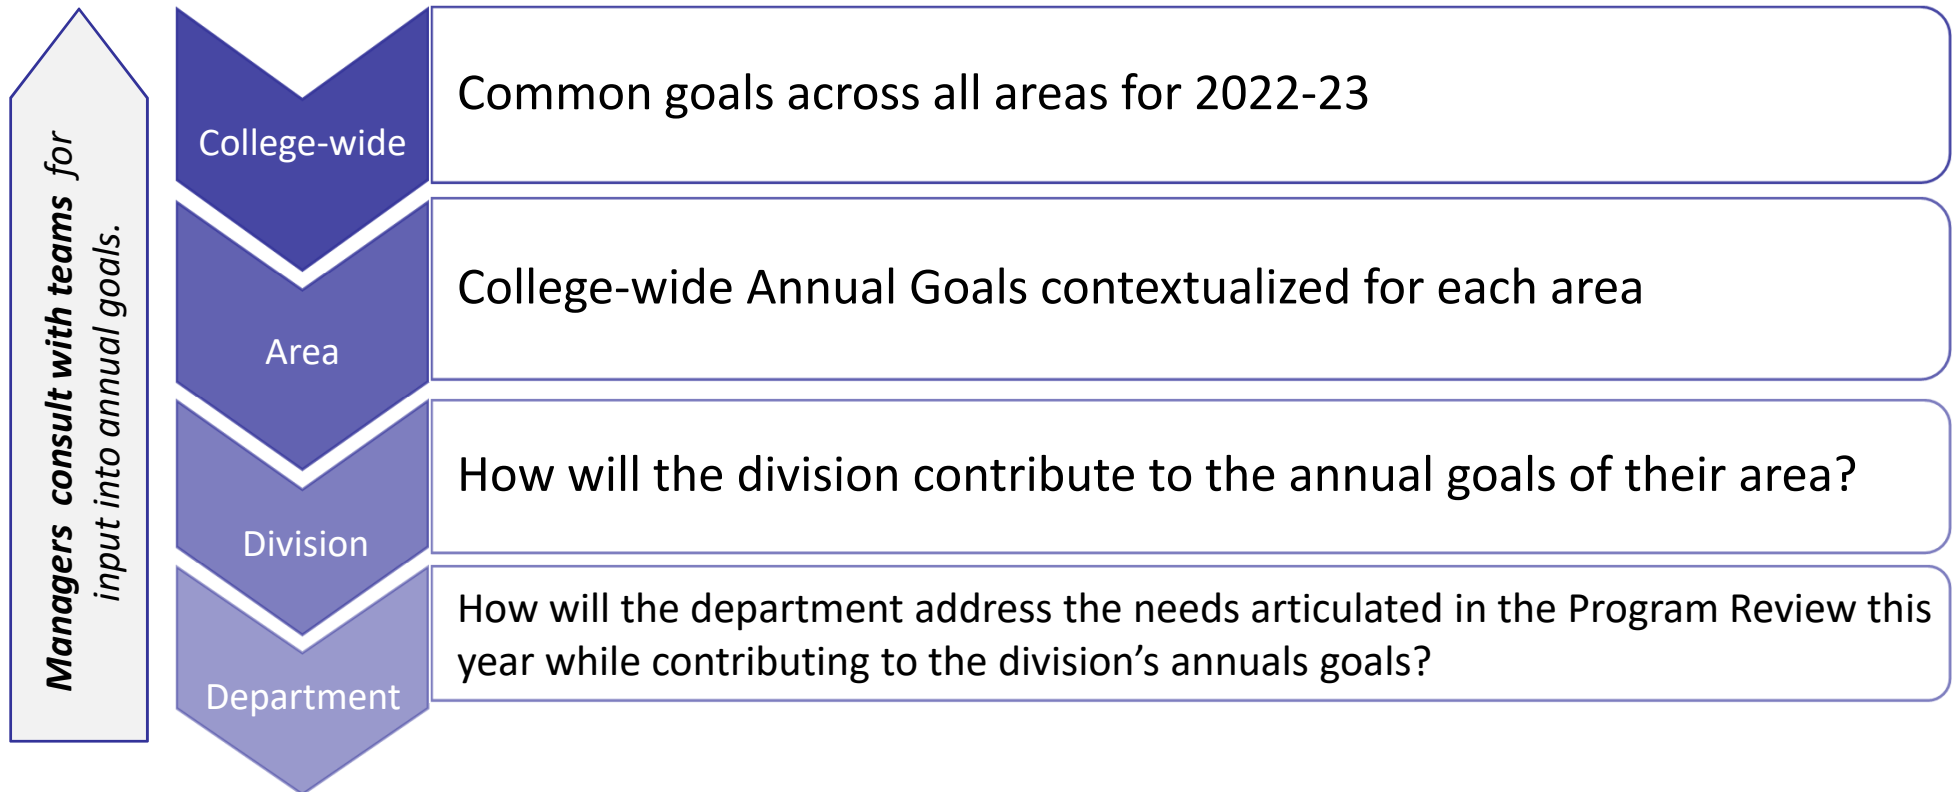 Managers consult with teams for
input into annual goals.
College-wide
Common goals across all areas for 2022-23
Area
College-wide Annual Goals contextualized for each area
Division
How will the division contribute to the annual goals of their area?
Department
How will the department address the needs articulated in the Program Review this
year while contributing to the division’s annuals goals?